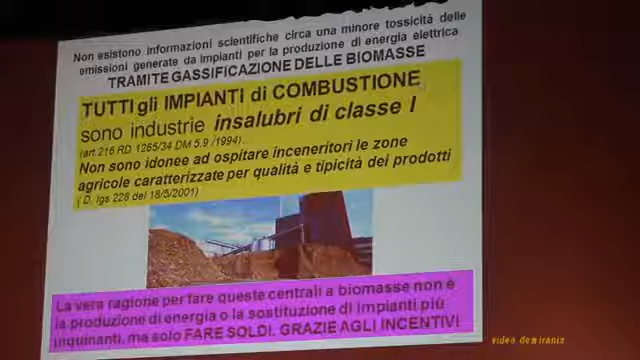 Non esistono informazioni scientifiche circa una minore tossicità delle
emissioni generate da impianti per la produzione di energia elettrica
TRAMITE GASSIFICAZIONE DELLE BIOMASSE
TUTTI gli IMPIANTI di COMBUSTIONE
sono industrie insalubri di classe I
(art.216 RD 1265/34 DM 5.9 /1994)
Non sono idonee ad ospitare inceneritori le zone
agricole caratterizzate per qualità e tipicità dei prodotti
( D. lgs 228 del 18/5/2001)
La vera ragione per fare queste centrali a biomasse non è
la produzione di energia o la sostituzione di impianti più
inquinanti, ma solo FARE SOLDI, GRAZIE AGLI INCENTIVI
video demiranto